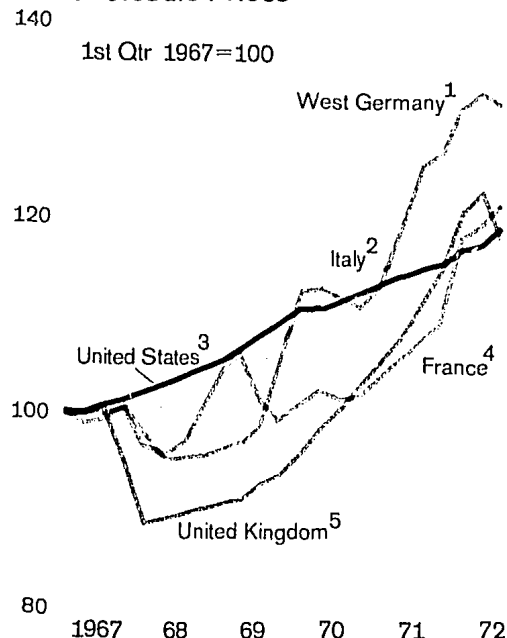 140
1st Qtr 1967=100
West Germany1
120
Italy2
United States3
France4
100
United Kingdom5
80
1967 68 69 70 71 72